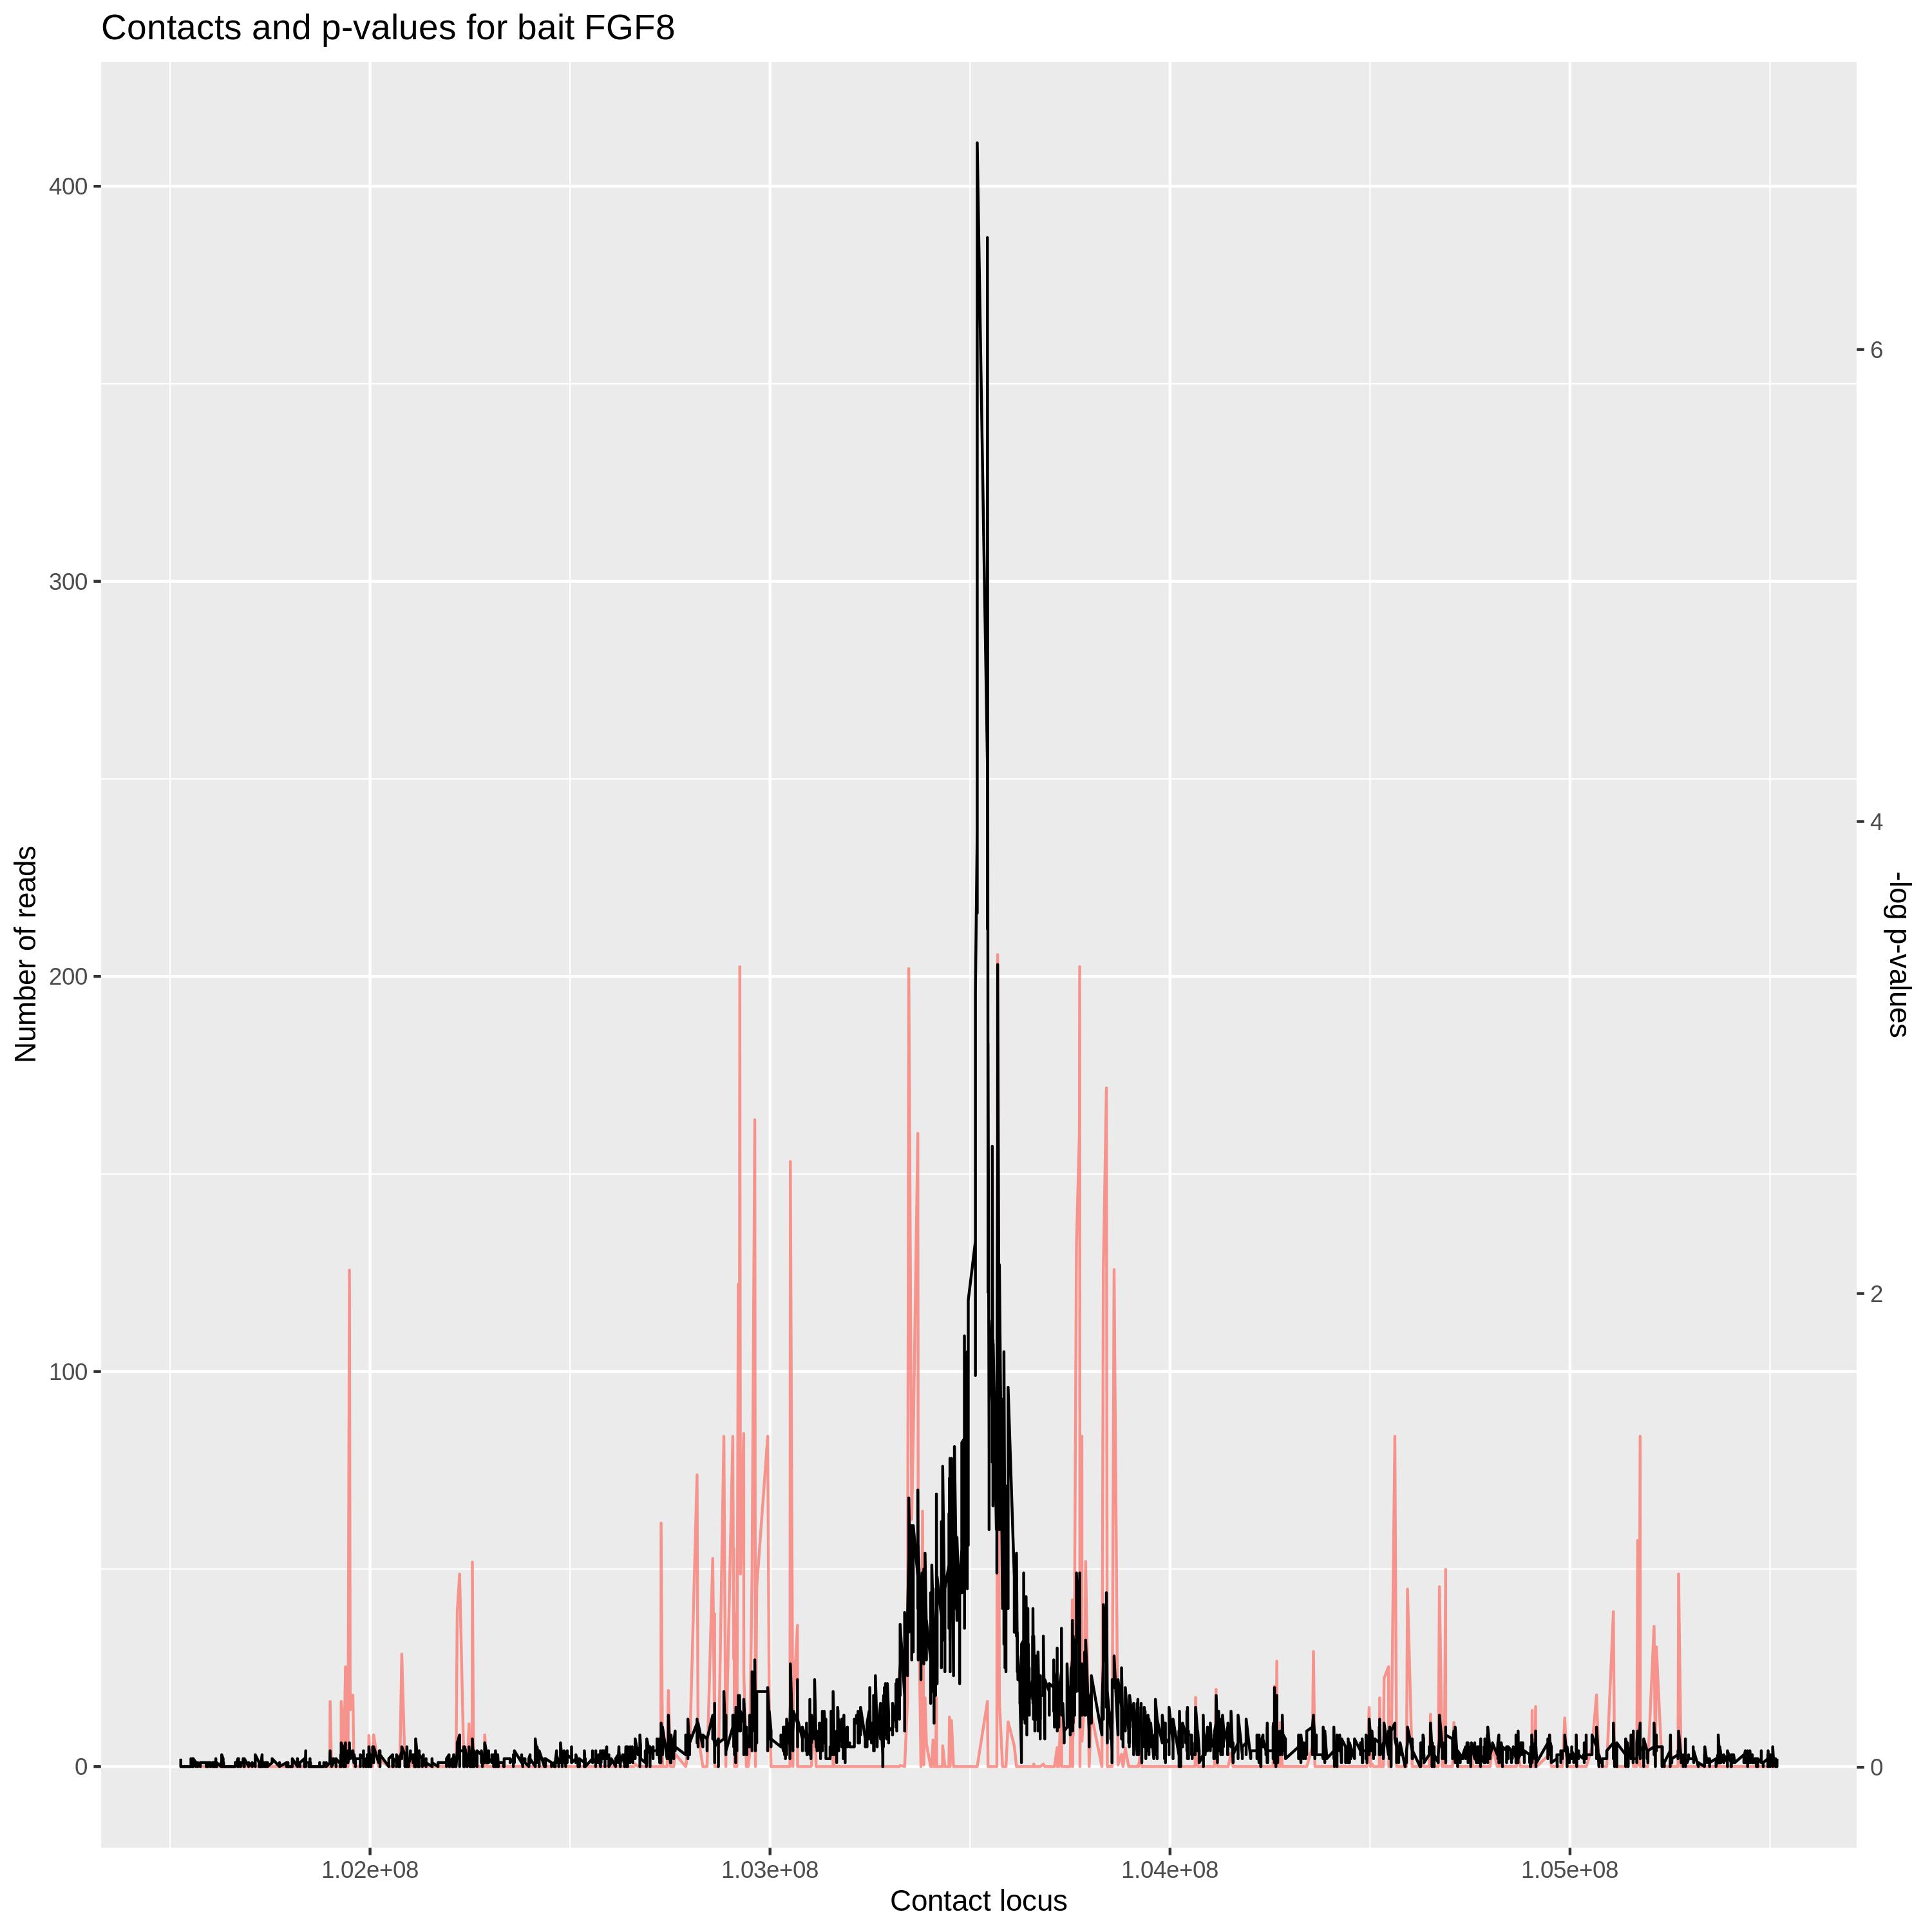 Contacts and p-values for bait FGF8
400
300
200
100
0
6
4
2
0
Number of reads
-log p-values
1.02e+08 1.03e+08 1.04e+08 1.05e+08
Contact locus